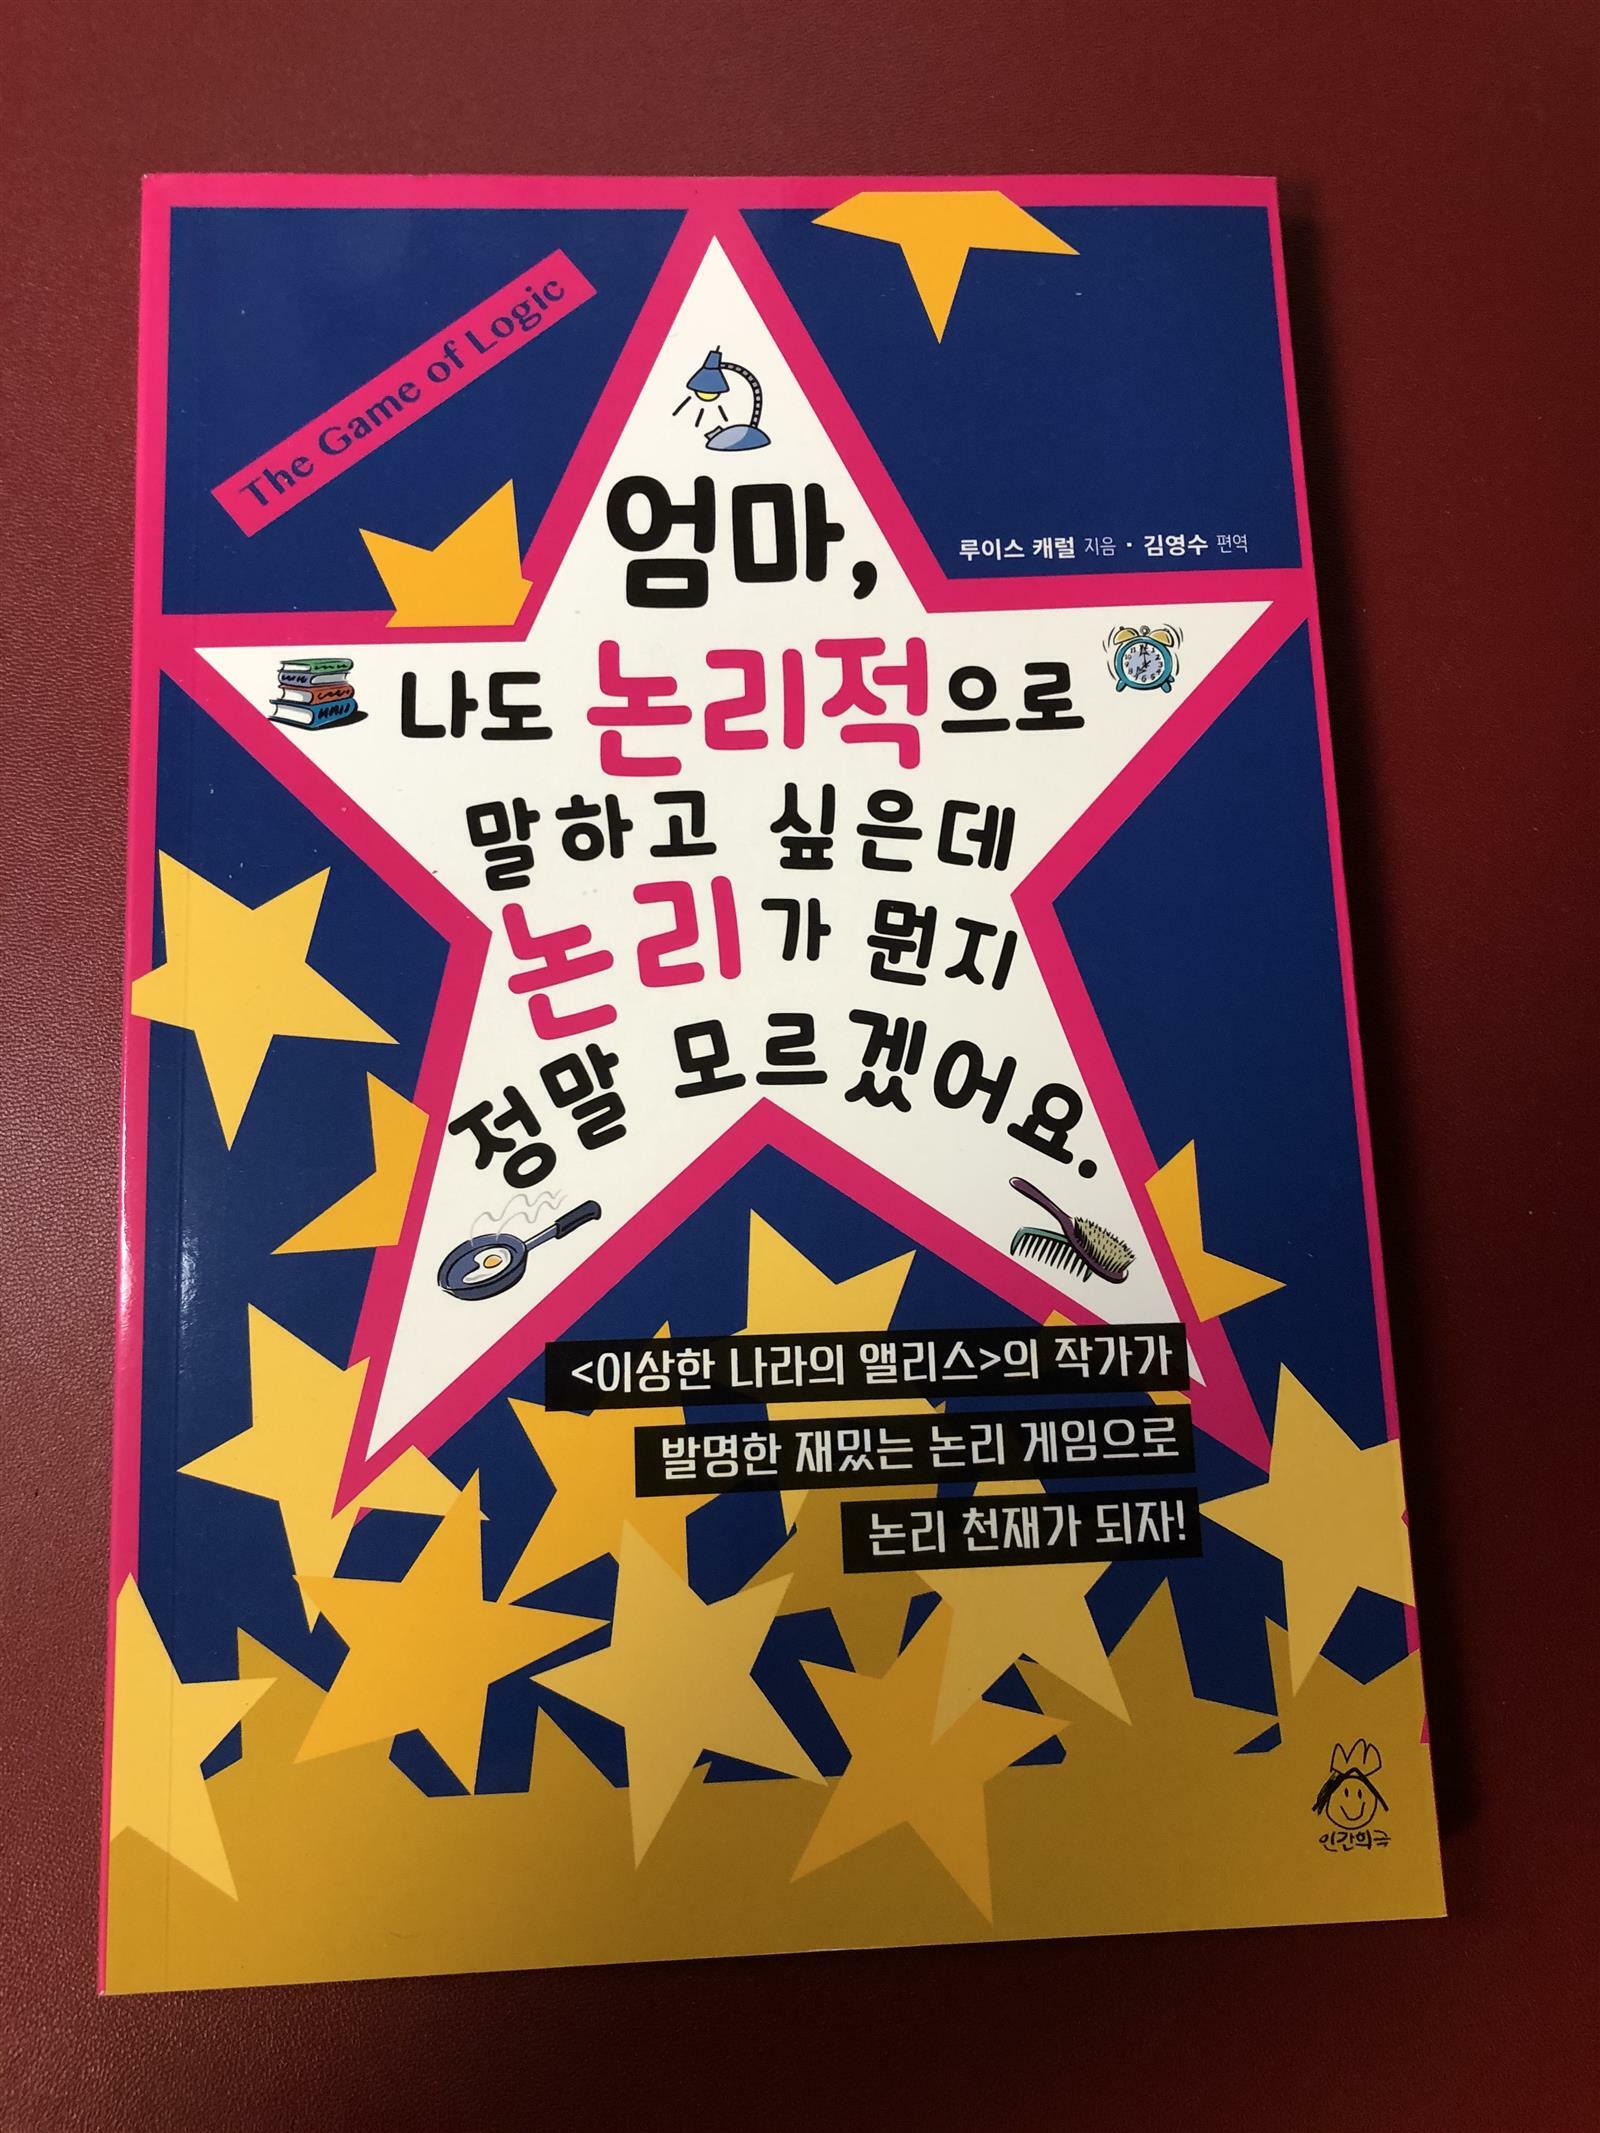 The Game of Logic
루이스 캐럴 지음 · 김영수 편역
엄마,
나도 논리적으로
말하고 싶은데
논리가 뭔지
정말 모르겠어요.
<이상한 나라의 앨리스>의 작가가
발명한 재밌는 논리 게임으로
논리 천재가 되자!
인간희극